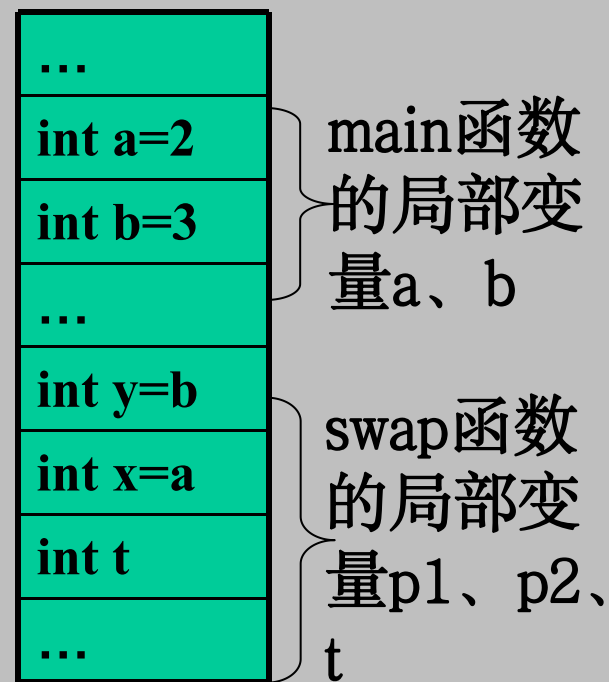 …
int a=2
int b=3
…
int y=b
int x=a
int t
…
main函数
的局部变
量a、b
swap函数
的局部变
量p1、p2、
t